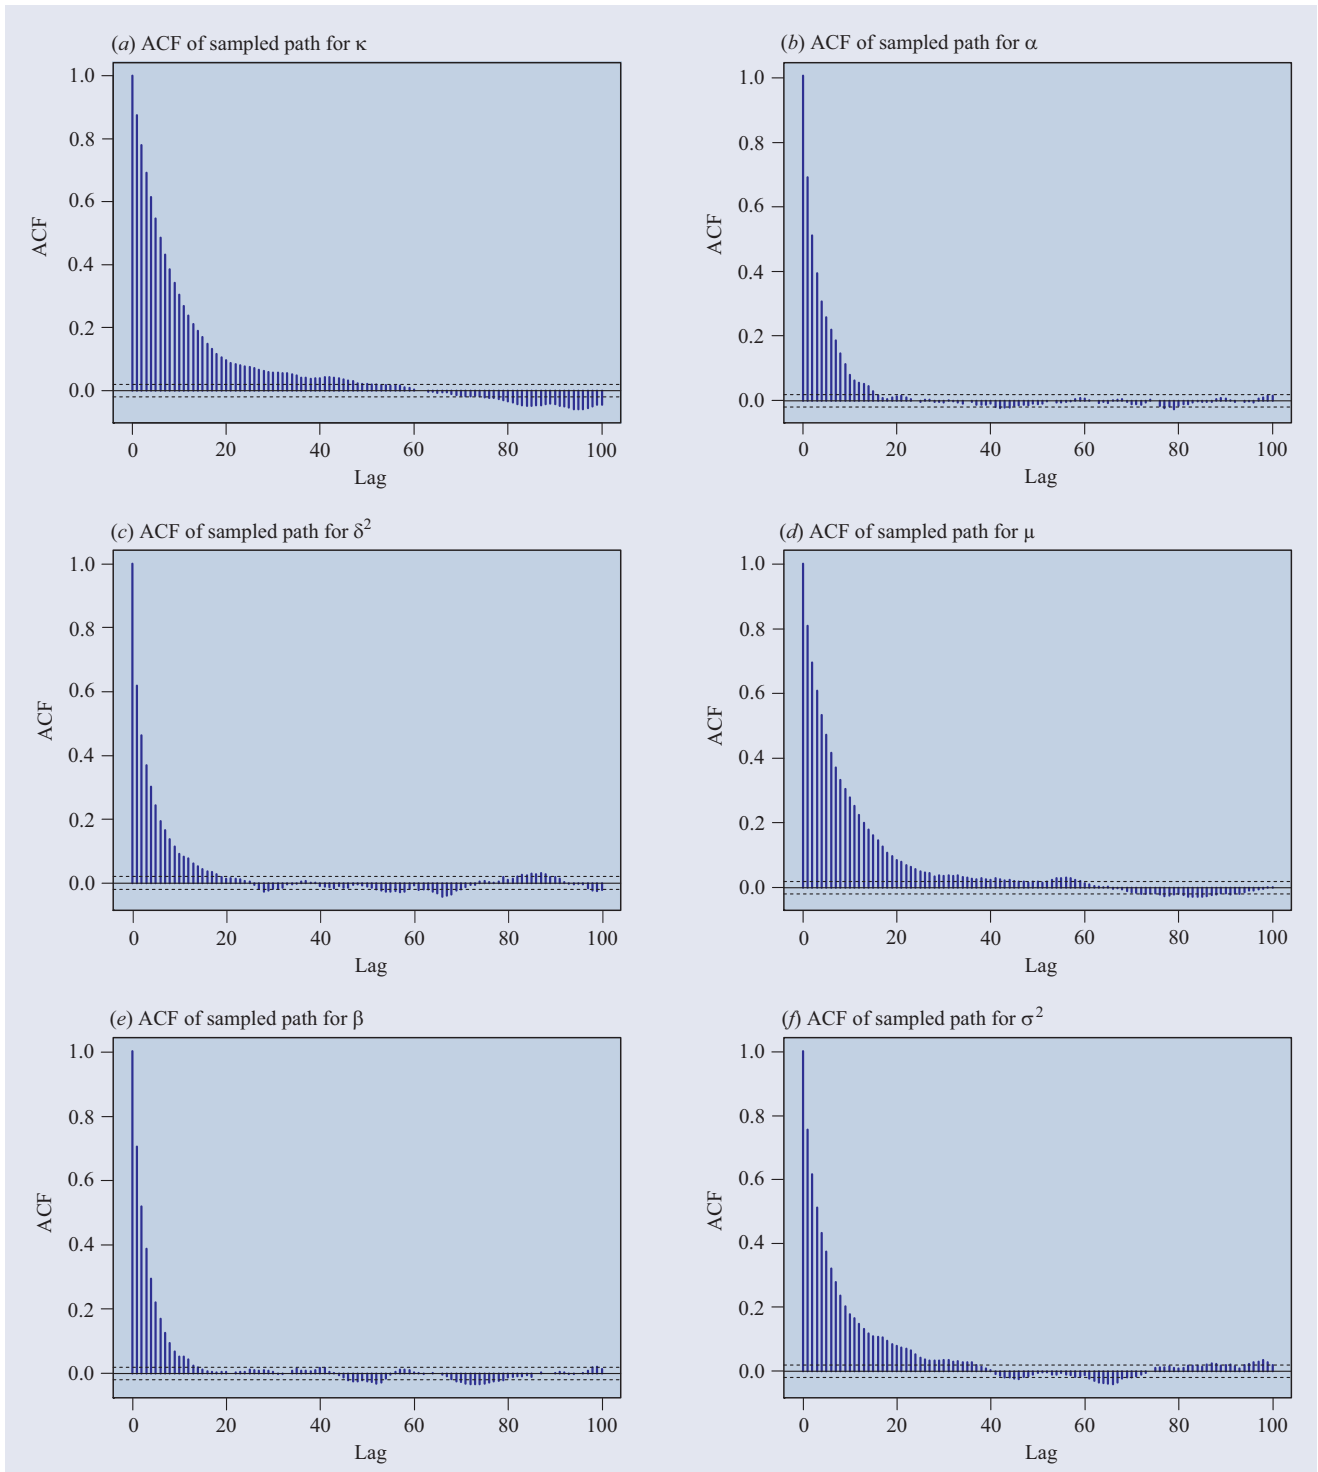 (a) ACF of sampled path for κ
1.0
0.8
0.6
0.4
0.2
0.0
ACF
0 20 40 60 80 100
Lag
(b) ACF of sampled path for α
1.0
0.8
0.6
0.4
0.2
0.0
ACF
0 20 40 60 80 100
Lag
(c) ACF of sampled path for δ²
1.0
0.8
0.6
0.4
0.2
0.0
ACF
0 20 40 60 80 100
Lag
(d) ACF of sampled path for μ
1.0
0.8
0.6
0.4
0.2
0.0
ACF
0 20 40 60 80 100
Lag
(e) ACF of sampled path for β
1.0
0.8
0.6
0.4
0.2
0.0
ACF
0 20 40 60 80 100
Lag
(f) ACF of sampled path for σ²
1.0
0.8
0.6
0.4
0.2
0.0
ACF
0 20 40 60 80 100
Lag